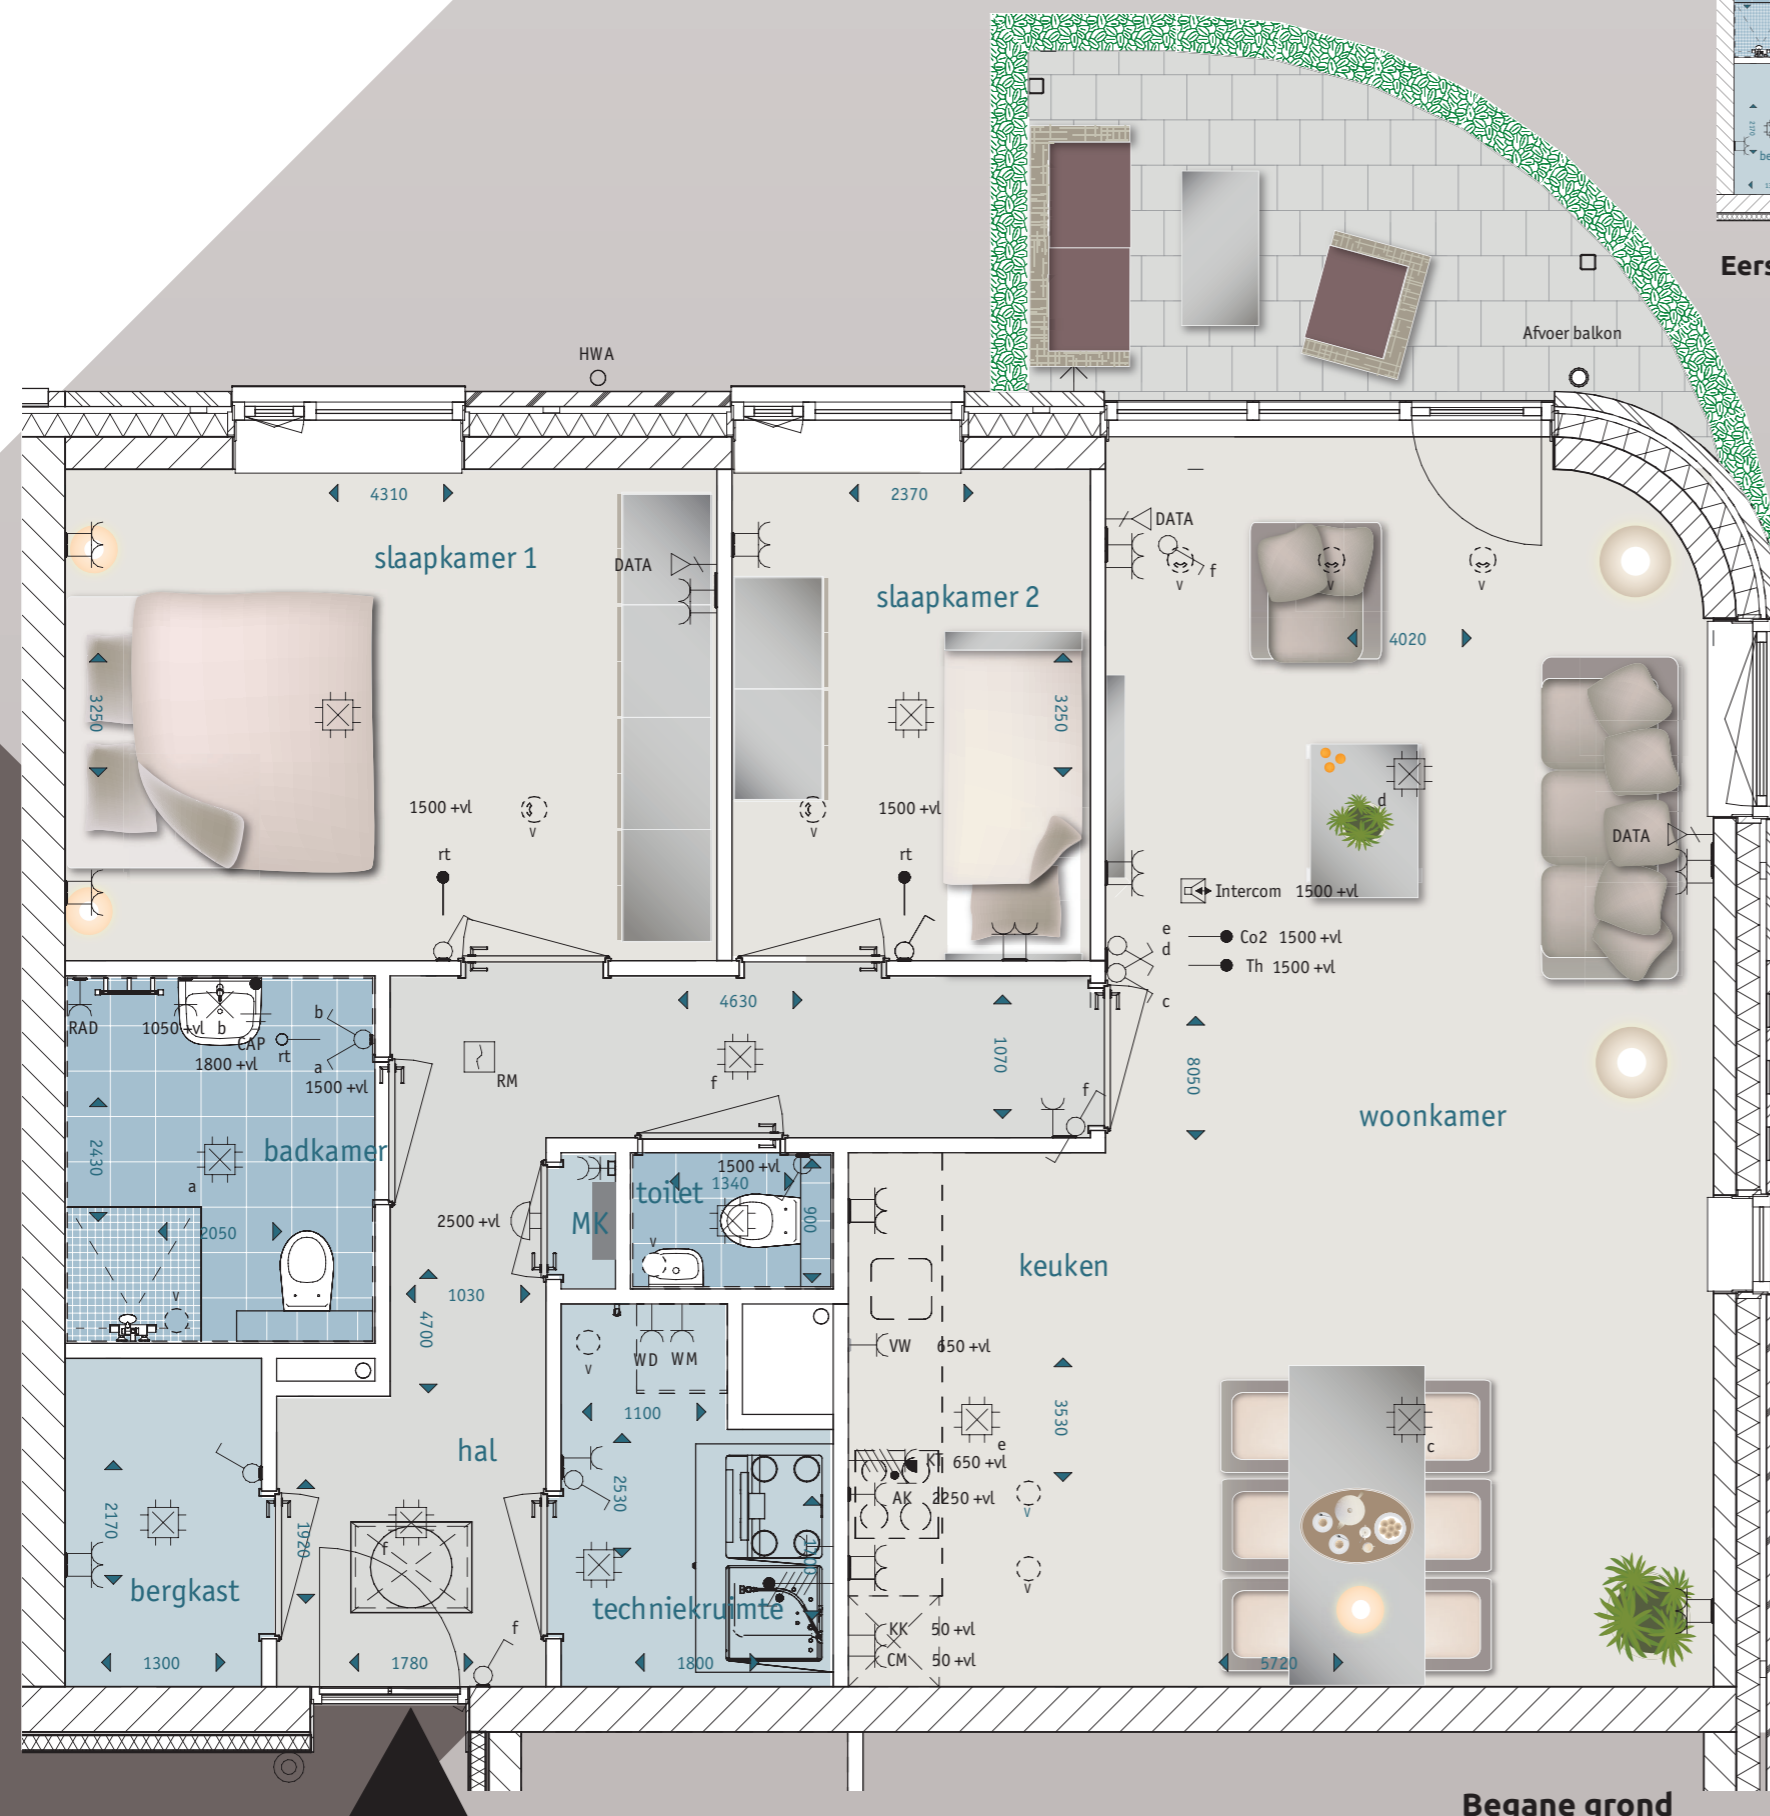 Eers
Afvoer balkon
HWA
4310
2370
DATA
slaapkamer 1
DATA
slaapkamer 2
f
v
v
v
4020
3250
3250
d
1500 +vl
v
1500 +vl
v
DATA
rt
rt
Intercom 1500 +vl
e
d
Co2 1500 +vl
Th 1500 +vl
c
4630
RAD
1050 +vl
b
b
CAP
rt
1800 +vl
a
1500 +vl
RM
f
1070
f
8050
woonkamer
2430
badkamer
a
1500 +vl
1340
toilet
900
2050
2500 +vl
MK
v
v
keuken
1030
4700
VW 650 +vl
v
WD
WM
1100
3530
hal
e
c
KT 650 +vl
AK 2250 +vl
v
2530
2170
1920
f
v
bergkast
techniekruimte
f
KK 50 +vl
CM 50 +vl
1300
1780
1800
5720
Begane grond
2170
be